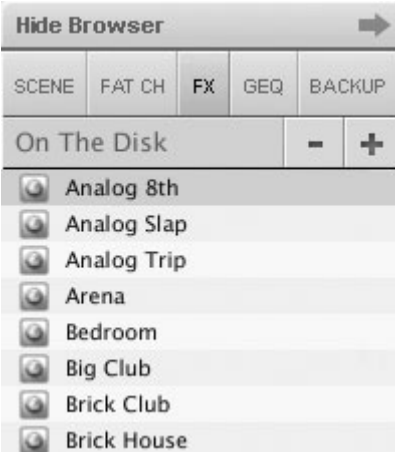 Hide Browser
SCENE FAT CH FX GEQ BACKUP
On The Disk - +
Analog 8th
Analog Slap
Analog Trip
Arena
Bedroom
Big Club
Brick Club
Brick House